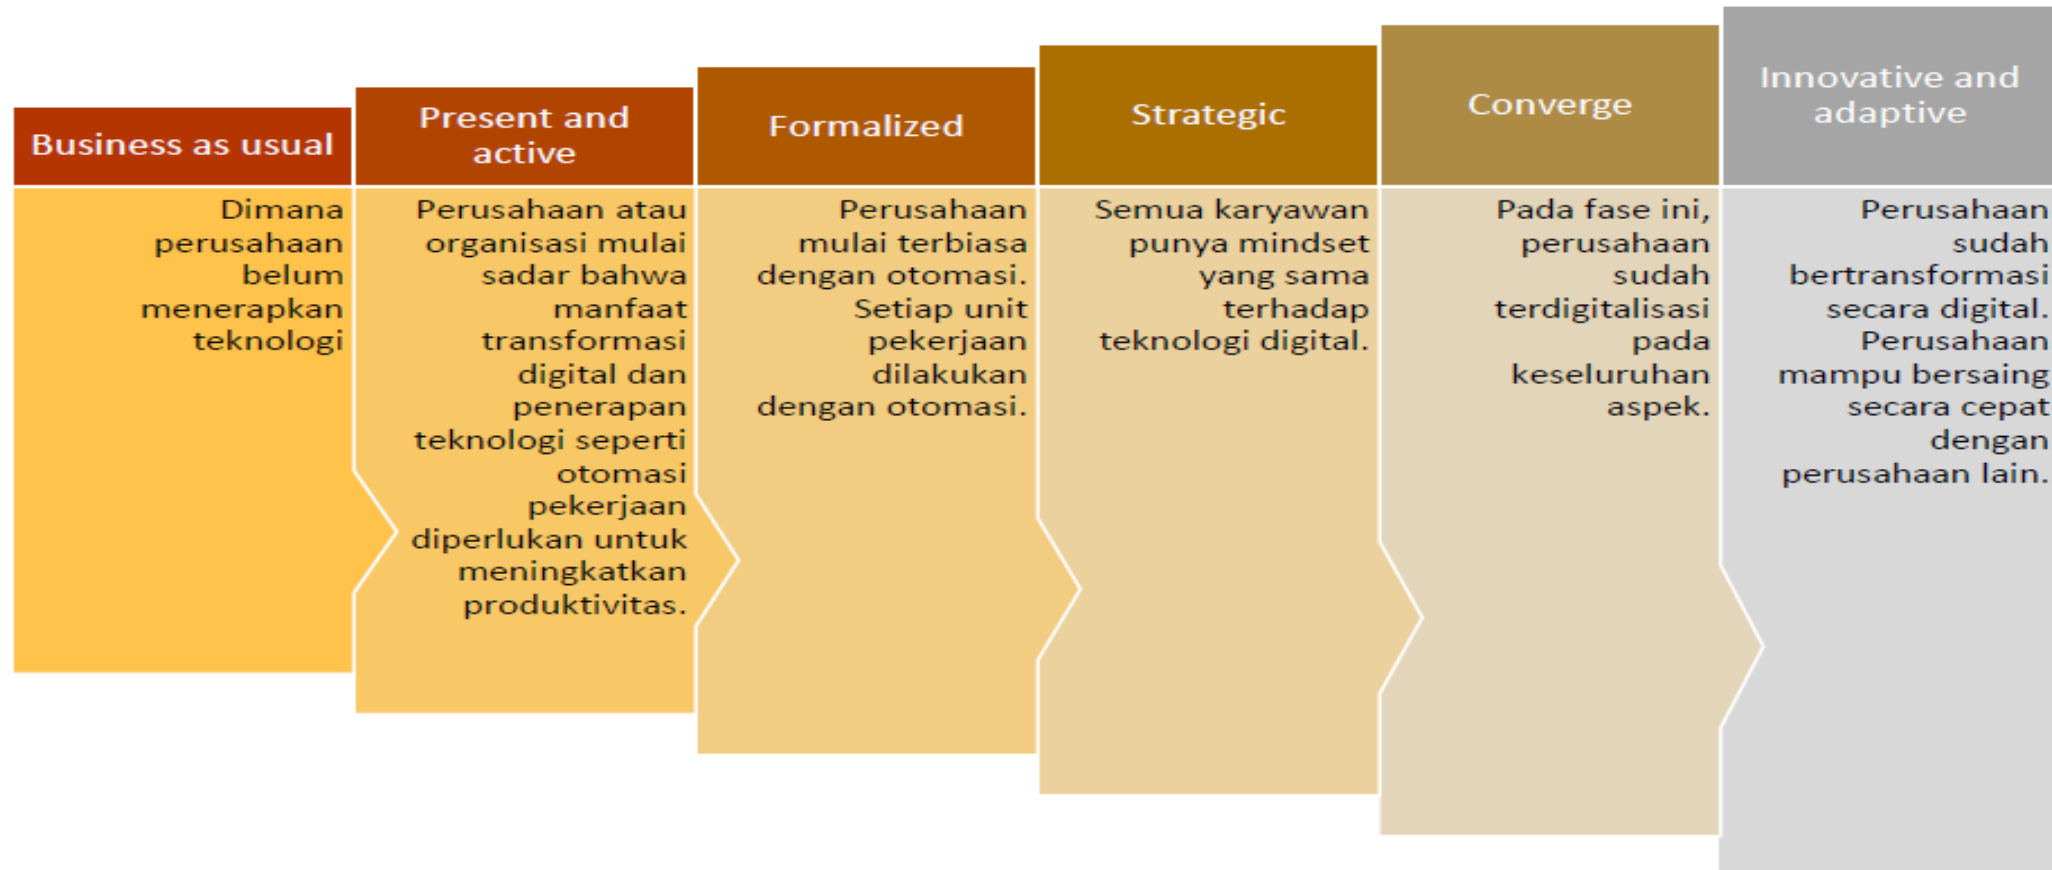 Business as usual
Dimana
perusahaan
belum
menerapkan
teknologi
Present and
active
Perusahaan atau
organisasi mulai
sadar bahwa
manfaat
transformasi
digital dan
penerapan
teknologi seperti
otomasi
pekerjaan
diperlukan untuk
meningkatkan
produktivitas.
Formalized
Perusahaan
mulai terbiasa
dengan otomasi.
Setiap unit
pekerjaan
dilakukan
dengan otomasi.
Strategic
Semua karyawan
punya mindset
yang sama
terhadap
teknologi digital.
Converge
Pada fase ini,
perusahaan
sudah
terdigitalisasi
pada
keseluruhan
aspek.
Innovative and
adaptive
Perusahaan
sudah
bertransformasi
secara digital.
Perusahaan
mampu bersaing
secara cepat
dengan
perusahaan lain.